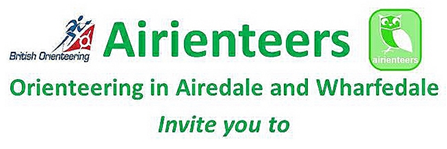 British Orienteering
Airienteers
airienteers
Orienteering in Airedale and Wharfedale
Invite you to